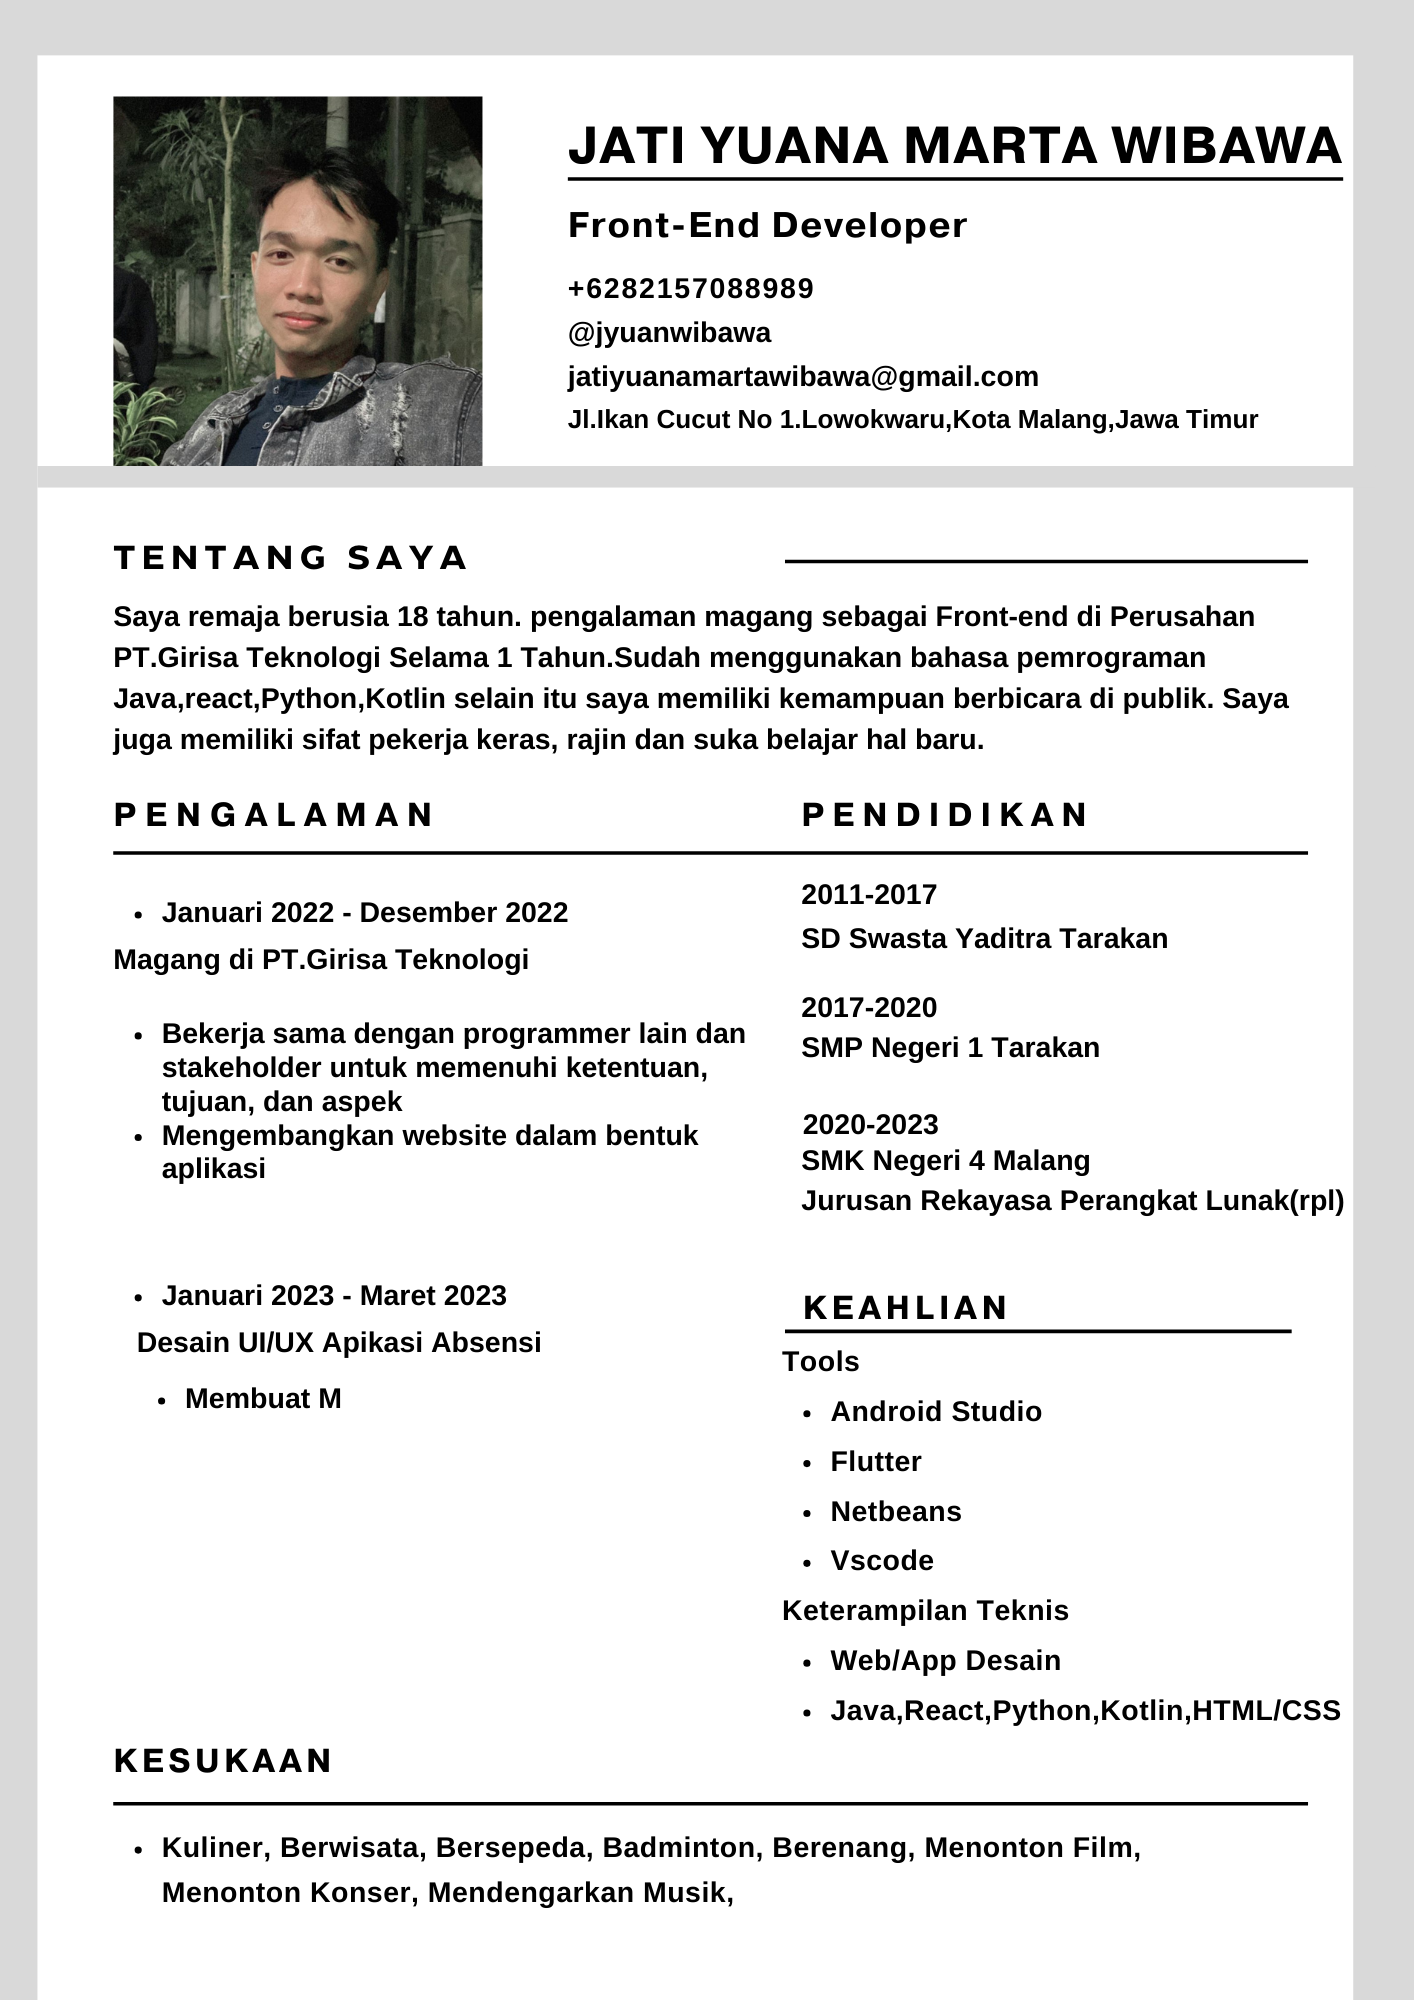 JATI YUANA MARTA WIBAWA
Front-End Developer
+6282157088989
@jyuanwibawa
jatiyuanamartawibawa@gmail.com
Jl.Ikan Cucut No 1.Lowokwaru,Kota Malang,Jawa Timur
TENTANG SAYA
Saya remaja berusia 18 tahun. pengalaman magang sebagai Front-end di Perusahan
PT.Girisa Teknologi Selama 1 Tahun.Sudah menggunakan bahasa pemrograman
Java,react,Python,Kotlin selain itu saya memiliki kemampuan berbicara di publik. Saya
juga memiliki sifat pekerja keras, rajin dan suka belajar hal baru.
PENGALAMAN
• Januari 2022 - Desember 2022
Magang di PT.Girisa Teknologi
• Bekerja sama dengan programmer lain dan
stakeholder untuk memenuhi ketentuan,
tujuan, dan aspek
• Mengembangkan website dalam bentuk
aplikasi
• Januari 2023 - Maret 2023
Desain UI/UX Apikasi Absensi
• Membuat M
PENDIDIKAN
2011-2017
SD Swasta Yaditra Tarakan
2017-2020
SMP Negeri 1 Tarakan
2020-2023
SMK Negeri 4 Malang
Jurusan Rekayasa Perangkat Lunak(rpl)
KEAHLIAN
Tools
• Android Studio
• Flutter
• Netbeans
• Vscode
Keterampilan Teknis
• Web/App Desain
• Java,React,Python,Kotlin,HTML/CSS
KESUKAAN
• Kuliner, Berwisata, Bersepeda, Badminton, Berenang, Menonton Film,
Menonton Konser, Mendengarkan Musik,